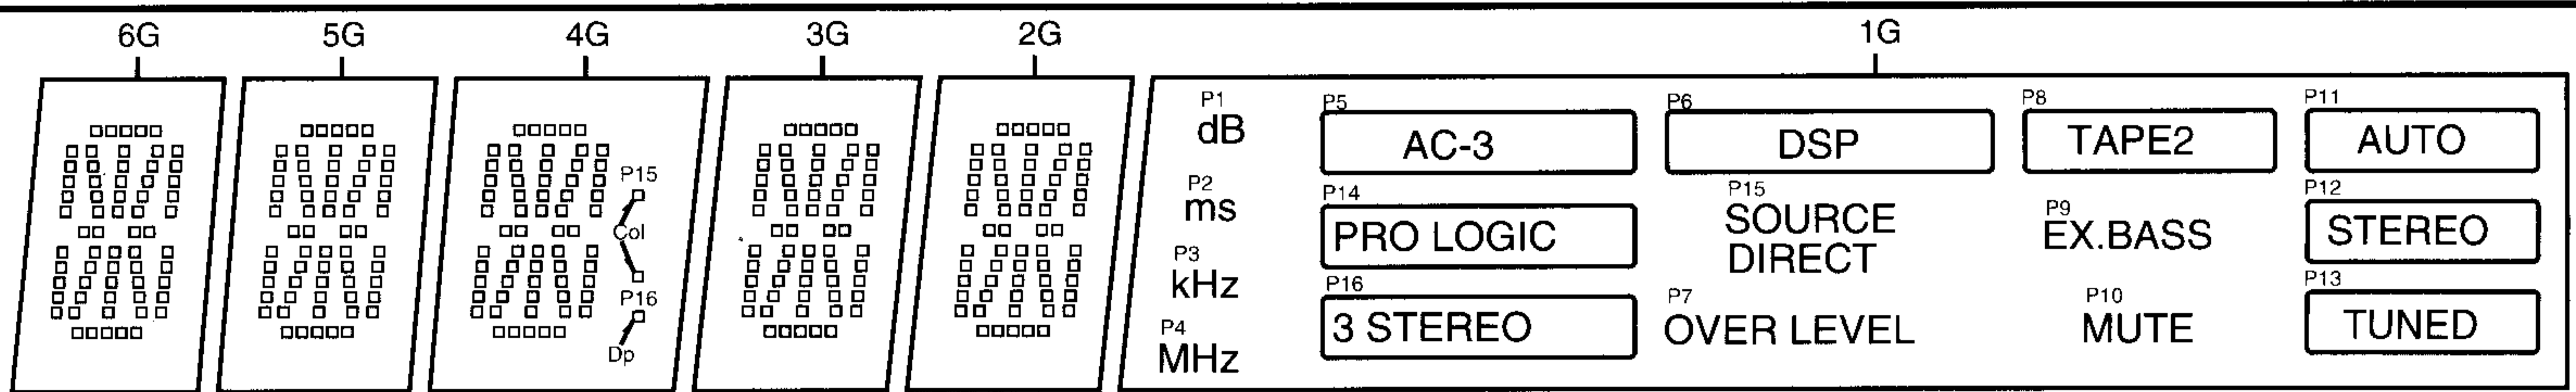 6G 5G 4G 3G 2G 1G
P15
Col
P16
Dp
P1
dB
P2
ms
P3
kHz
P4
MHz
P5
AC-3
P14
PRO LOGIC
P16
3 STEREO
P6
DSP
P15
SOURCE
DIRECT
P7
OVER LEVEL
P8
TAPE2
P9
EX.BASS
P10
MUTE
P11
AUTO
P12
STEREO
P13
TUNED